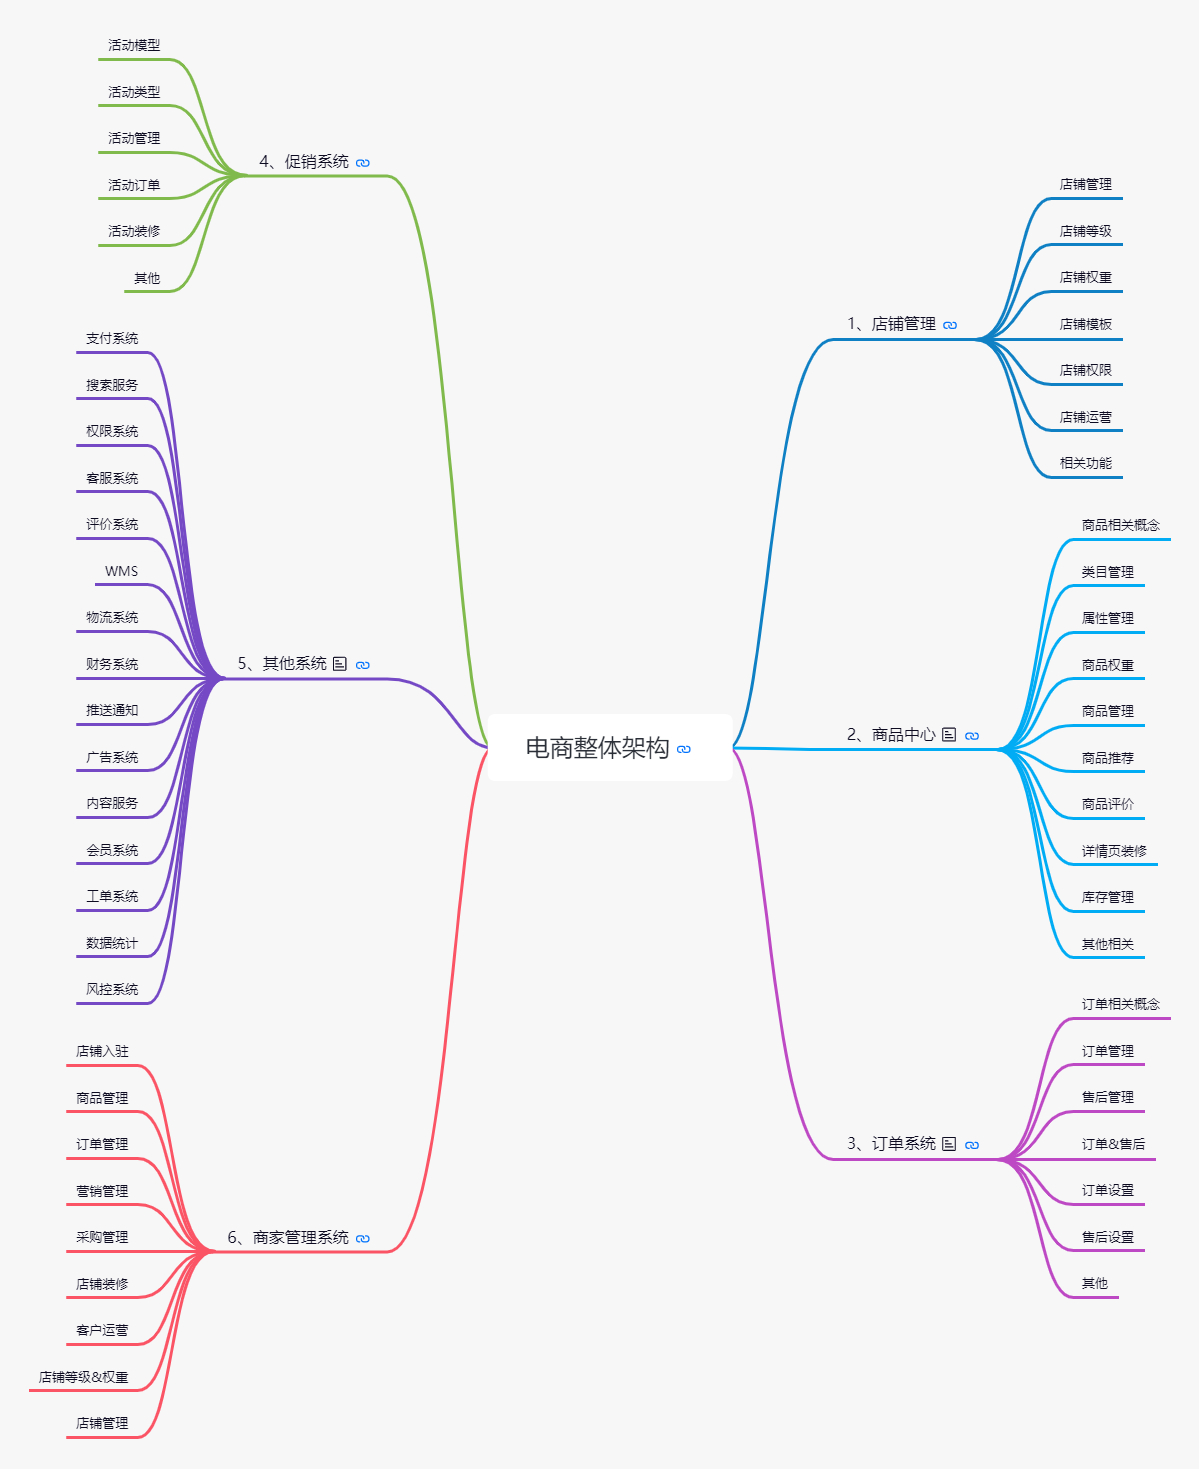 电商整体架构
1、店铺管理
店铺管理
店铺等级
店铺权重
店铺模板
店铺权限
店铺运营
相关功能
2、商品中心
商品相关概念
类目管理
属性管理
商品权重
商品管理
商品推荐
商品评价
详情页装修
库存管理
其他相关
3、订单系统
订单相关概念
订单管理
售后管理
订单&售后
订单设置
售后设置
其他
4、促销系统
活动模型
活动类型
活动管理
活动订单
活动装修
其他
5、其他系统
支付系统
搜索服务
权限系统
客服系统
评价系统
WMS
物流系统
财务系统
推送通知
广告系统
内容服务
会员系统
工单系统
数据统计
风控系统
6、商家管理系统
店铺入驻
商品管理
订单管理
营销管理
采购管理
店铺装修
客户运营
店铺等级&权重
店铺管理